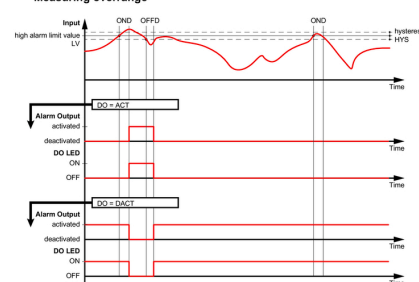 Measuring overrange
Input
OND OFFD OND
high alarm limit value
LV
hysteres
HYS
Time
DO = ACT
Alarm Output
activated
deactivated
Time
DO LED
ON
OFF
Time
DO = DACT
Alarm Output
activated
deactivated
Time
DO LED
ON
OFF
Time